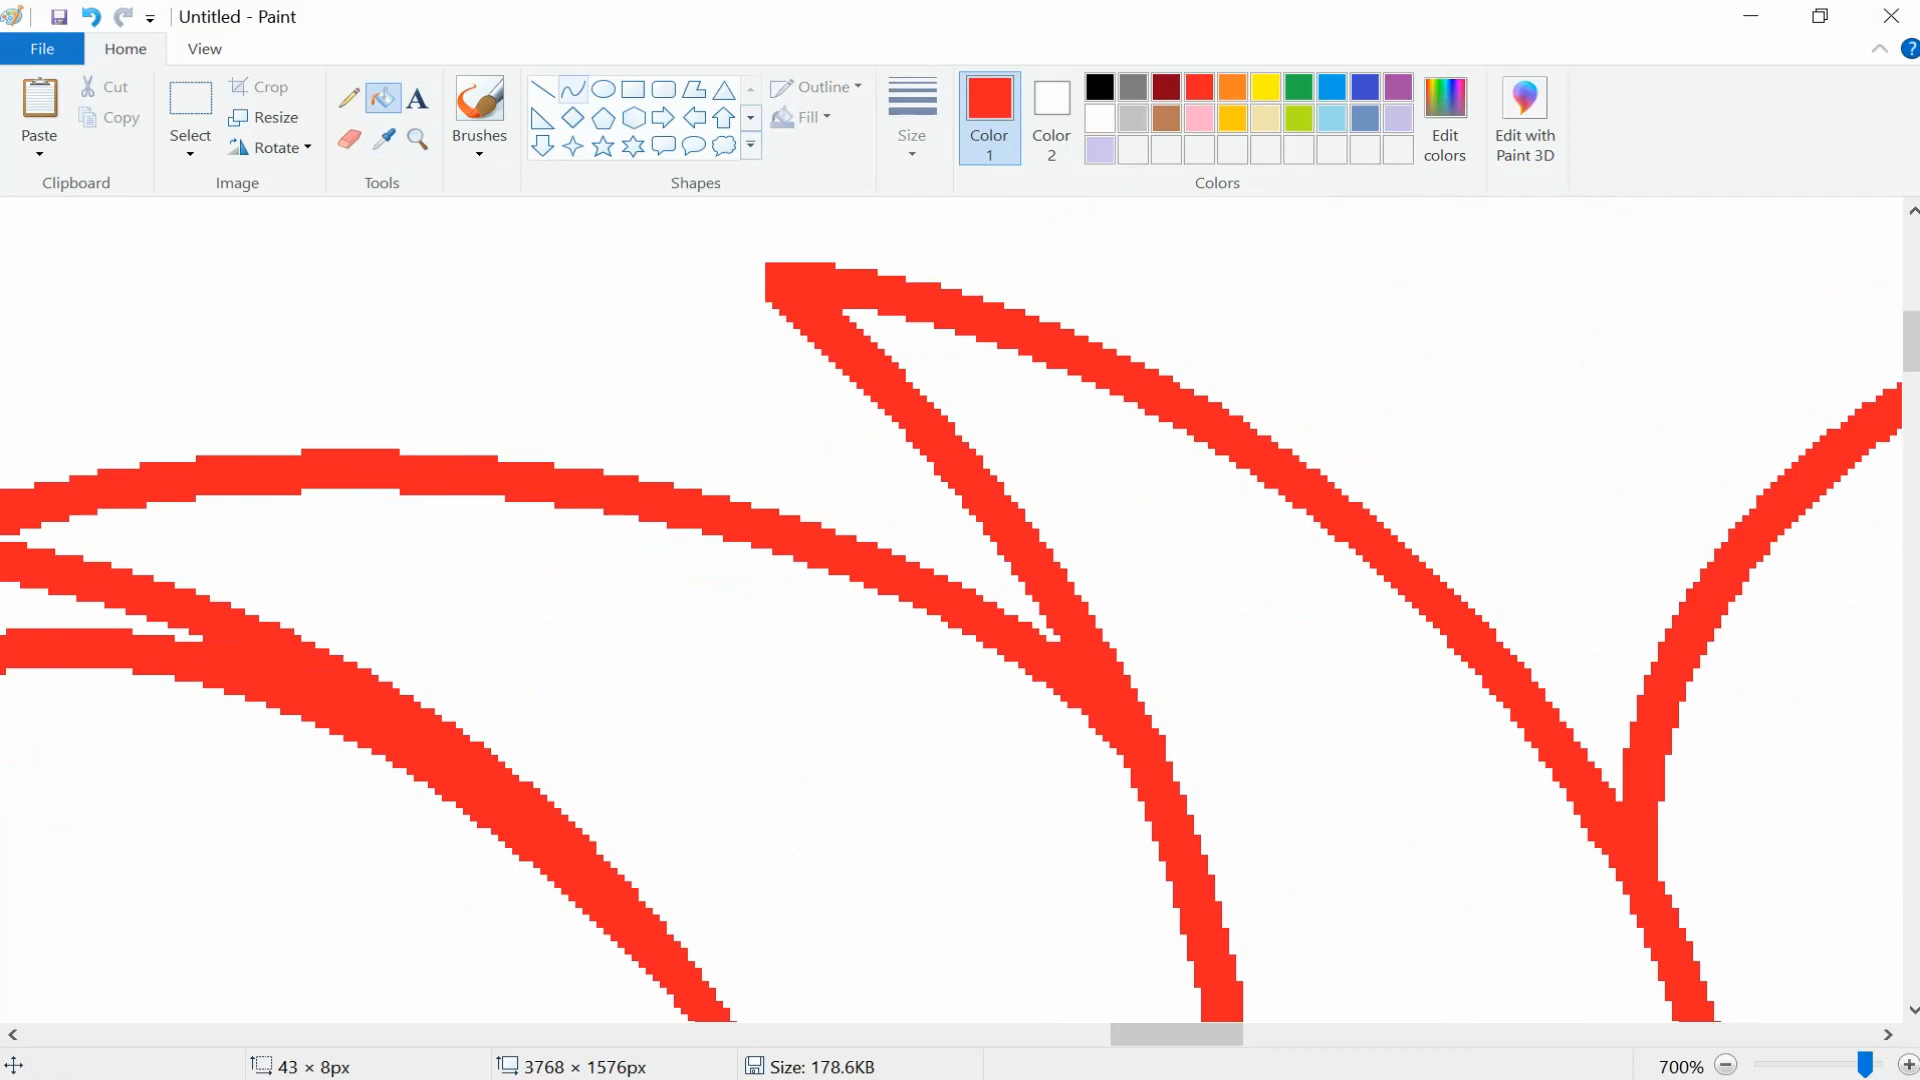 Untitled - Paint
File Home View
Cut Crop Outline
Copy Resize Fill
Paste Select Rotate Brushes Size Color 1 Color 2 Edit colors Edit with Paint 3D
Clipboard Image Tools Shapes Colors
43 × 8px 3768 × 1576px Size: 178.6KB 700%